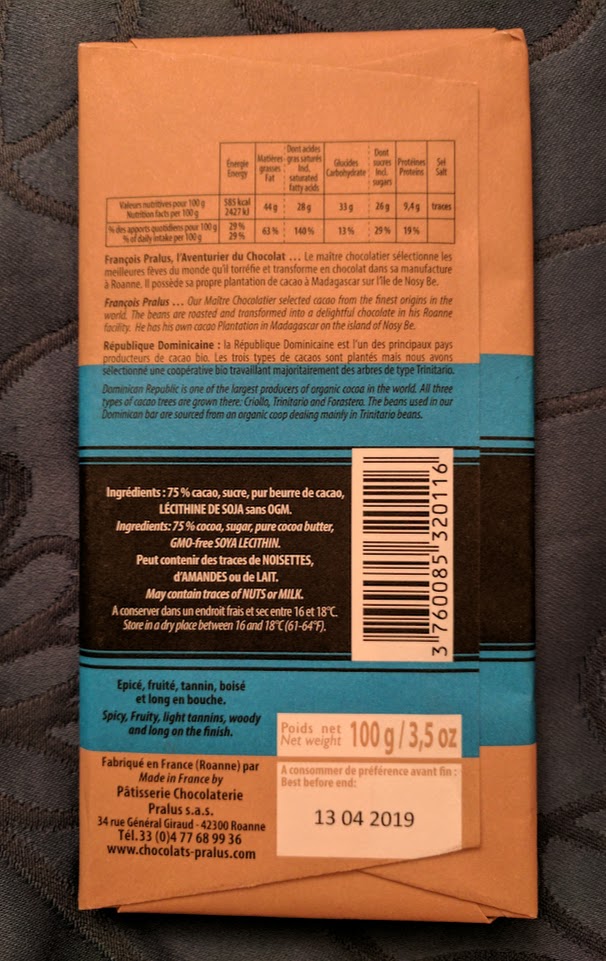 Energie
Energy
Matières
grasses
Fat
Dont acides
gras saturés
Incl.
saturated
fatty acids
Glucides
Carbohydrate
Dont
sucres
Incl.
sugars
Protéines
Proteins
Sel
Salt
Valeurs nutritives pour 100 g
Nutrition facts per 100 g
585 kcal
2427 kJ
44 g
28 g
33 g
26 g
9,4 g
traces
% des apports quotidiens pour 100 g
% of daily intake per 100 g
29 %
29 %
63 %
140 %
13 %
29 %
19 %
François Pralus, l'Aventurier du Chocolat ... Le maître chocolatier sélectionne les
meilleures fèves du monde qu'il torréfie et transforme en chocolat dans sa manufacture
à Roanne. Il possède sa propre plantation de cacao à Madagascar sur l'île de Nosy Be.
François Pralus ... Our Maître Chocolatier selected cacao from the finest origins in the
world. The beans are roasted and transformed into a delightful chocolate in his Roanne
facility. He has his own cacao Plantation in Madagascar on the island of Nosy Be.
République Dominicaine : la République Dominicaine est l'un des principaux pays
producteurs de cacao bio. Les trois types de cacaos sont plantés mais nous avons
sélectionné une coopérative bio travaillant majoritairement des arbres de type Trinitario.
Dominican Republic is one of the largest producers of organic cocoa in the world. All three
types of cacao trees are grown there: Criollo, Trinitario and Forastero. The beans used in our
Dominican bar are sourced from an organic coop dealing mainly in Trinitario beans.
Ingrédients : 75 % cacao, sucre, pur beurre de cacao,
LÉCITHINE DE SOJA sans OGM.
Ingredients: 75 % cocoa, sugar, pure cocoa butter,
GMO-free SOYA LECITHIN.
Peut contenir des traces de NOISETTES,
d'AMANDES ou de LAIT.
May contain traces of NUTS or MILK.
A conserver dans un endroit frais et sec entre 16 et 18°C.
Store in a dry place between 16 and 18°C (61-64°F).
3 760085 320116
Epicé, fruité, tannin, boisé
et long en bouche.
Spicy, Fruity, light tannins, woody
and long on the finish.
Poids net
Net weight
100 g / 3,5 oz
Fabriqué en France (Roanne) par
Made in France by
Pâtisserie Chocolaterie
Pralus s.a.s.
34 rue Général Giraud - 42300 Roanne
Tél. 33 (0)4 77 68 99 36
www.chocolats-pralus.com
A consommer de préférence avant fin :
Best before end:
13 04 2019